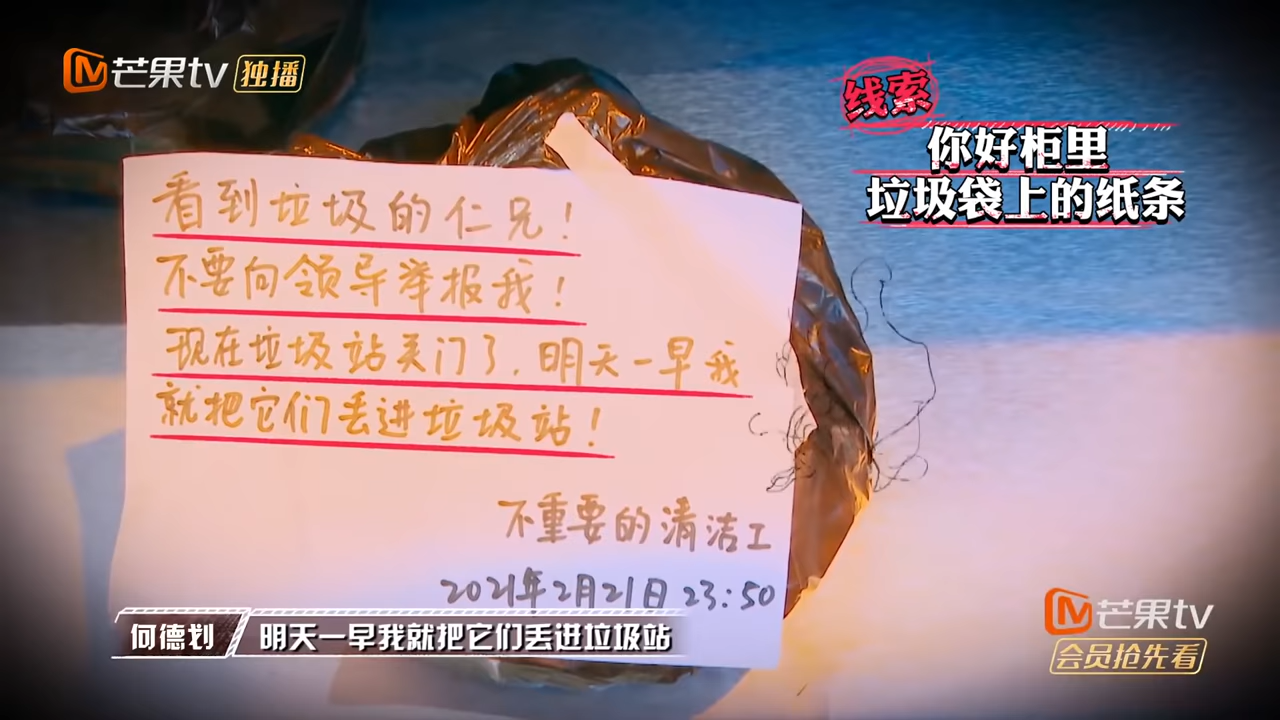 芒果tv 独播
线索
你好柜里
垃圾袋上的纸条
看到垃圾的仁兄！
不要向领导举报我！
现在垃圾站关门了，明天一早我
就把它们丢进垃圾站！
不重要的清洁工
2021年2月21日 23:50
何德划 明天一早我就把它们丢进垃圾站
芒果tv
会员抢先看